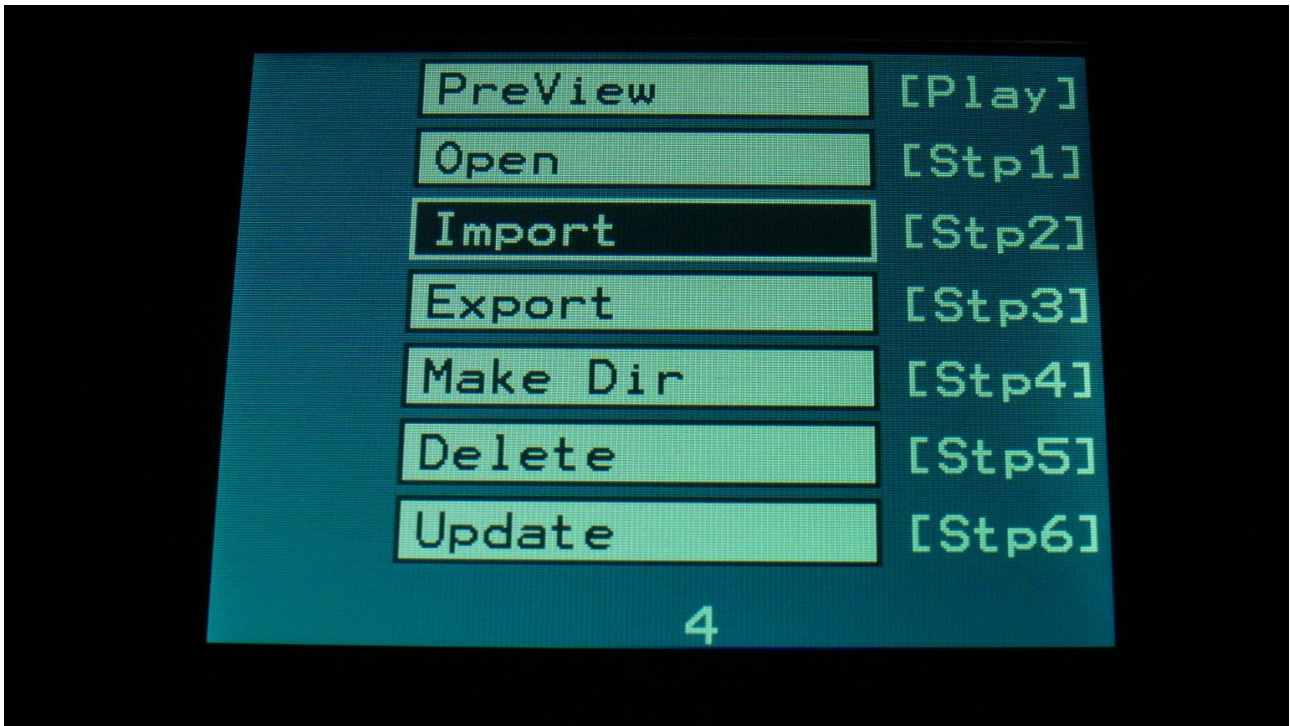 PreView [Play]
Open [Stp1]
Import [Stp2]
Export [Stp3]
Make Dir [Stp4]
Delete [Stp5]
Update [Stp6]
4